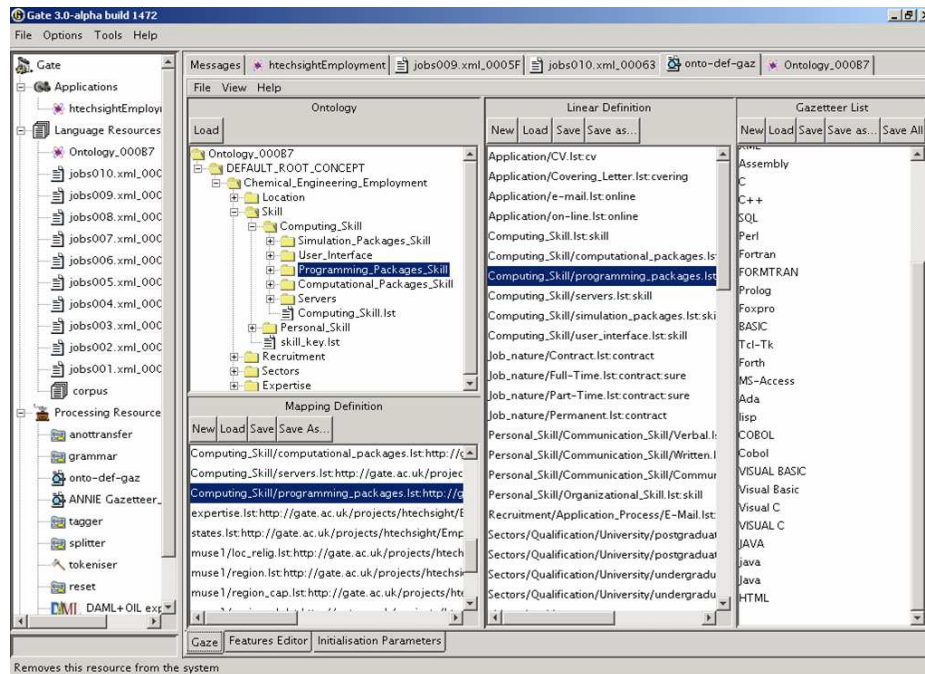 Gate 3.0-alpha build 1472
File Options Tools Help
Gate
Applications
htechsightEmployi
Language Resources
Ontology_000B7
jobs010.xml_00C
jobs009.xml_00C
jobs008.xml_00C
jobs007.xml_00C
jobs006.xml_00C
jobs005.xml_00C
jobs004.xml_00C
jobs003.xml_00C
jobs002.xml_00C
jobs001.xml_00C
corpus
Processing Resource
anottransfer
grammar
onto-def-gaz
ANNIE Gazetteer_
tagger
splitter
tokeniser
reset
DAML+OIL exp
Messages htechsightEmployment jobs009.xml_0005F jobs010.xml_00063 onto-def-gaz Ontology_000B7
File View Help
Ontology
Load
Ontology_000B7
DEFAULT_ROOT_CONCEPT
Chemical_Engineering_Employment
Location
Skill
Computing_Skill
Simulation_Packages_Skill
User_Interface
Programming_Packages_Skill
Computational_Packages_Skill
Servers
Computing_Skill.lst
Personal_Skill
skill_key.lst
Recruitment
Sectors
Expertise
Mapping Definition
New Load Save Save As...
Computing_Skill/computational_packages.lst:http://g
Computing_Skill/servers.lst:http://gate.ac.uk/projec
Computing_Skill/programming_packages.lst:http://g
expertise.lst:http://gate.ac.uk/projects/htechsight/E
states.lst:http://gate.ac.uk/projects/htechsight/Emp
muse1/loc_relig.lst:http://gate.ac.uk/projects/htech
muse1/region.lst:http://gate.ac.uk/projects/htechsi
muse1/region_cap.lst:http://gate.ac.uk/projects/ht
Linear Definition
New Load Save Save as...
Application/CV.lst:cv
Application/Covering_Letter.lst:cvering
Application/e-mail.lst:online
Application/on-line.lst:online
Computing_Skill.lst:skill
Computing_Skill/computational_packages.ls
Computing_Skill/programming_packages.lst
Computing_Skill/servers.lst:skill
Computing_Skill/simulation_packages.lst:ski
Computing_Skill/user_interface.lst:skill
Job_nature/Contract.lst:contract
Job_nature/Full-Time.lst:contract:sure
Job_nature/Part-Time.lst:contract:sure
Job_nature/Permanent.lst:contract
Personal_Skill/Communication_Skill/Verbal.l
Personal_Skill/Communication_Skill/Written.l
Personal_Skill/Communication_Skill/Commur
Personal_Skill/Organizational_Skill.lst:skill
Recruitment/Application_Process/E-Mail.lst:
Sectors/Qualification/University/postgradua
Sectors/Qualification/University/postgradua
Sectors/Qualification/University/undergradu
Sectors/Qualification/University/undergradu
Gazetteer List
New Load Save Save as... Save All
XML
Assembly
C
C++
SQL
Perl
Fortran
FORMTRAN
Prolog
Foxpro
BASIC
Tcl-Tk
Forth
MS-Access
Ada
lisp
COBOL
Cobol
VISUAL BASIC
Visual Basic
Visual C
VISUAL C
JAVA
java
Java
HTML
Gaze Features Editor Initialisation Parameters
Removes this resource from the system